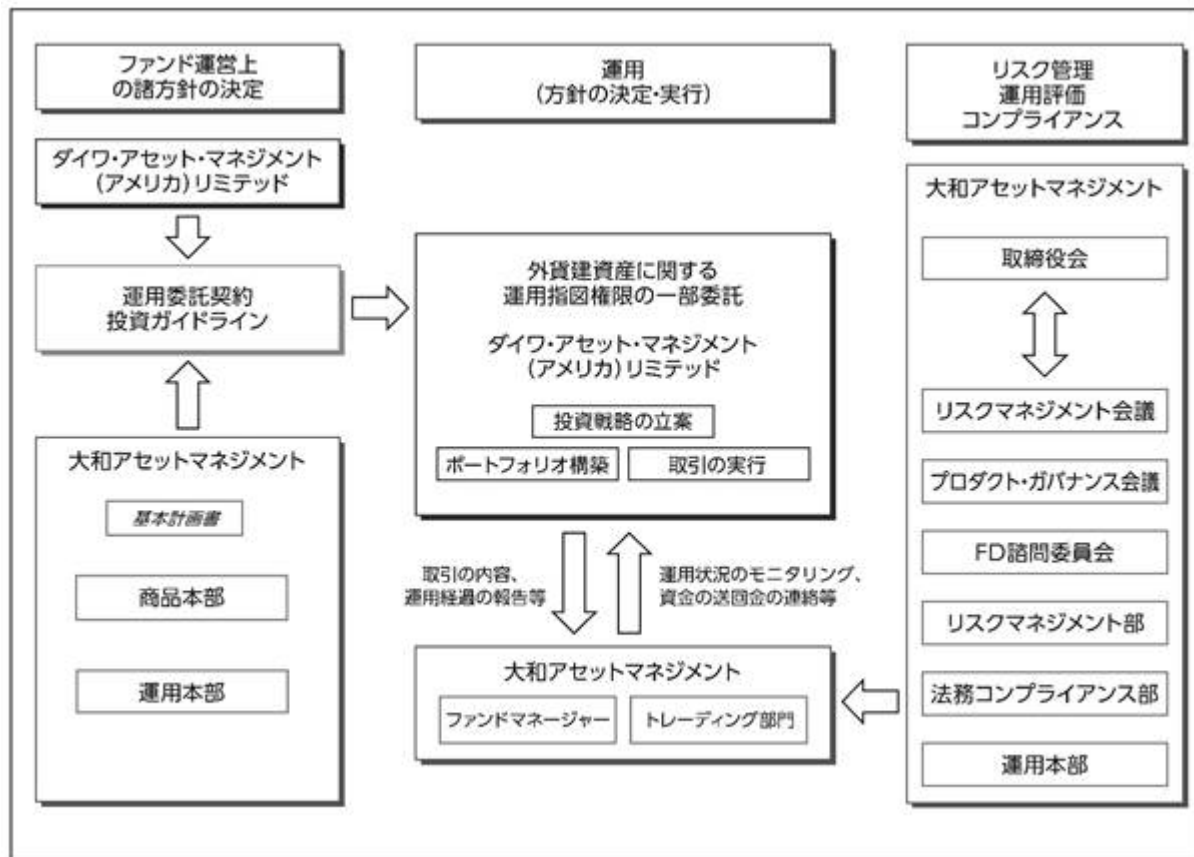 ファンド運営上
の諸方針の決定
ダイワ・アセット・マネジメント
(アメリカ)リミテッド
運用委託契約
投資ガイドライン
大和アセットマネジメント
基本計画書
商品本部
運用本部
運用
(方針の決定・実行)
外貨建資産に関する
運用指図権限の一部委託
ダイワ・アセット・マネジメント
(アメリカ)リミテッド
投資戦略の立案
ポートフォリオ構築
取引の実行
取引の内容、
運用経過の報告等
運用状況のモニタリング、
資金の送回金の連絡等
大和アセットマネジメント
ファンドマネージャー
トレーディング部門
リスク管理
運用評価
コンプライアンス
大和アセットマネジメント
取締役会
リスクマネジメント会議
プロダクト・ガバナンス会議
FD諮問委員会
リスクマネジメント部
法務コンプライアンス部
運用本部